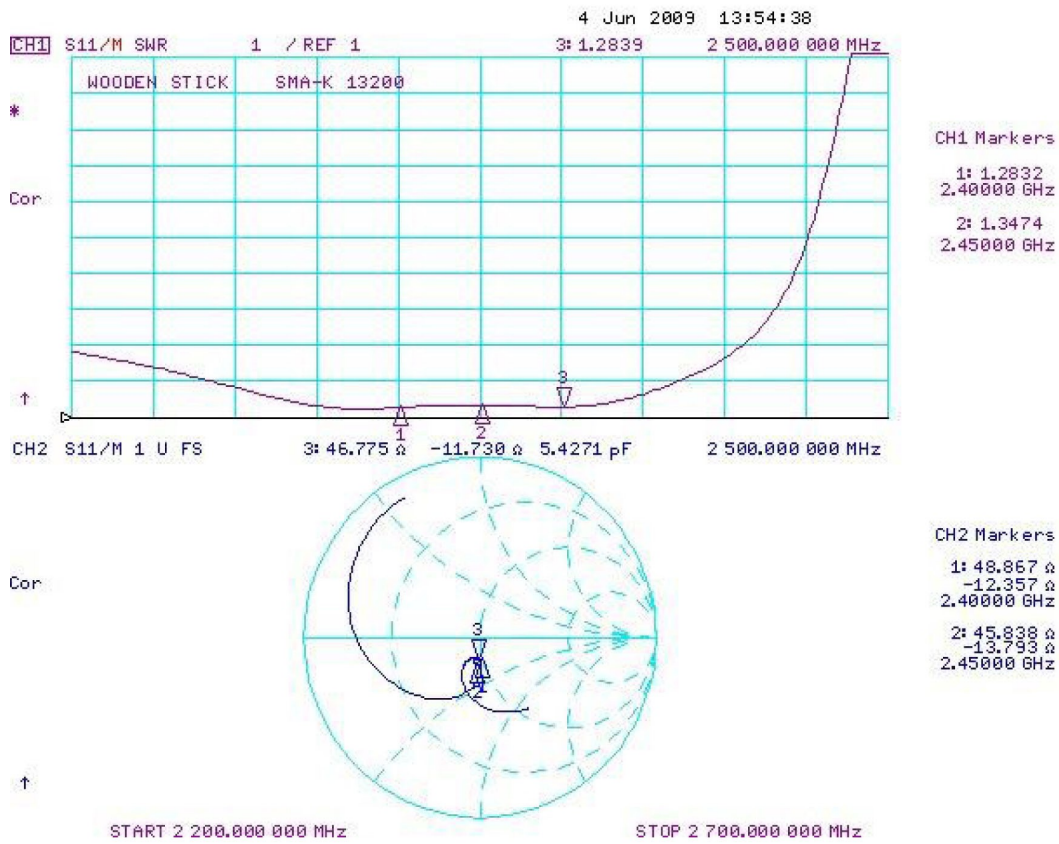 4 Jun 2009 13:54:38
CH1 S11/M SWR 1 / REF 1 3: 1.2839 2 500.000 000 MHz
WOODEN STICK SMA-K 13200
*
CH1 Markers
1: 1.2832
2.40000 GHz
Cor
2: 1.3474
2.45000 GHz
3
↑
1
2
CH2 S11/M 1 U FS 3: 46.775 Ω -11.730 Ω 5.4271 pF 2 500.000 000 MHz
CH2 Markers
1: 48.867 Ω
-12.357 Ω
2.40000 GHz
Cor
3
2: 45.838 Ω
-13.793 Ω
2.45000 GHz
1
2
↑
START 2 200.000 000 MHz STOP 2 700.000 000 MHz